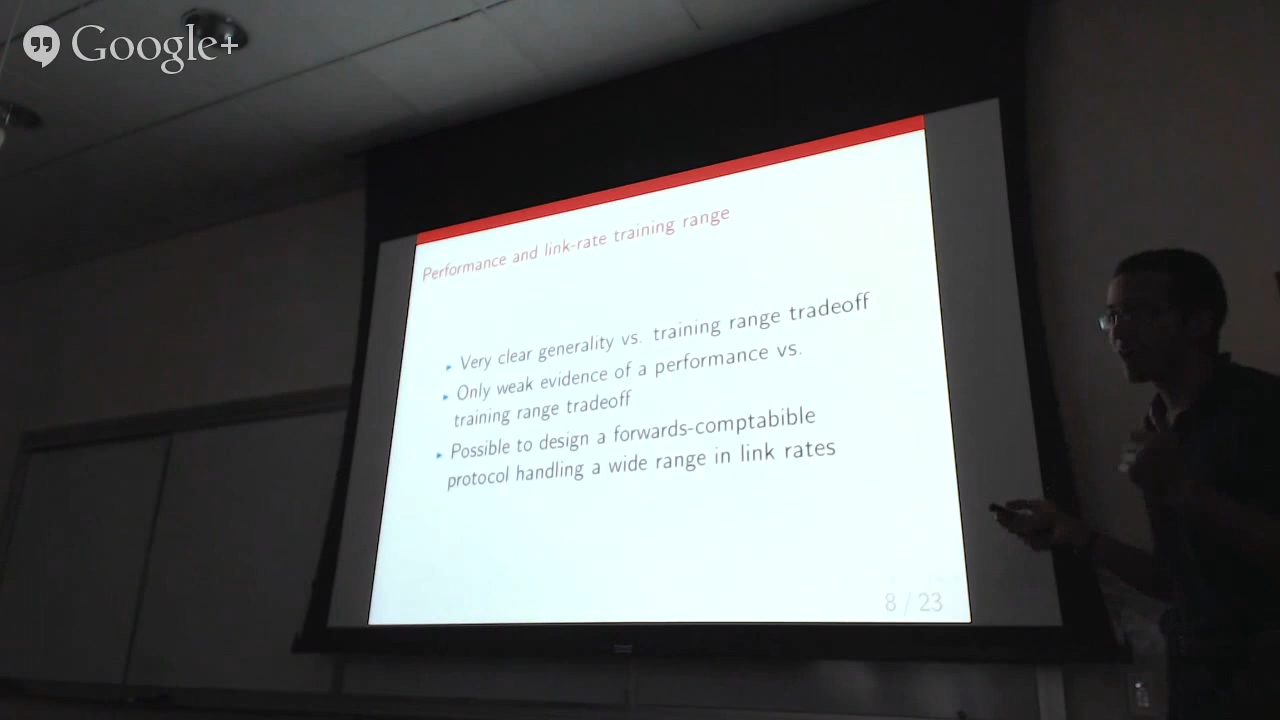 Google+
Performance and link-rate training range
Very clear generality vs. training range tradeoff
Only weak evidence of a performance vs.
training range tradeoff
Possible to design a forwards-comptabible
protocol handling a wide range in link rates
8 / 23